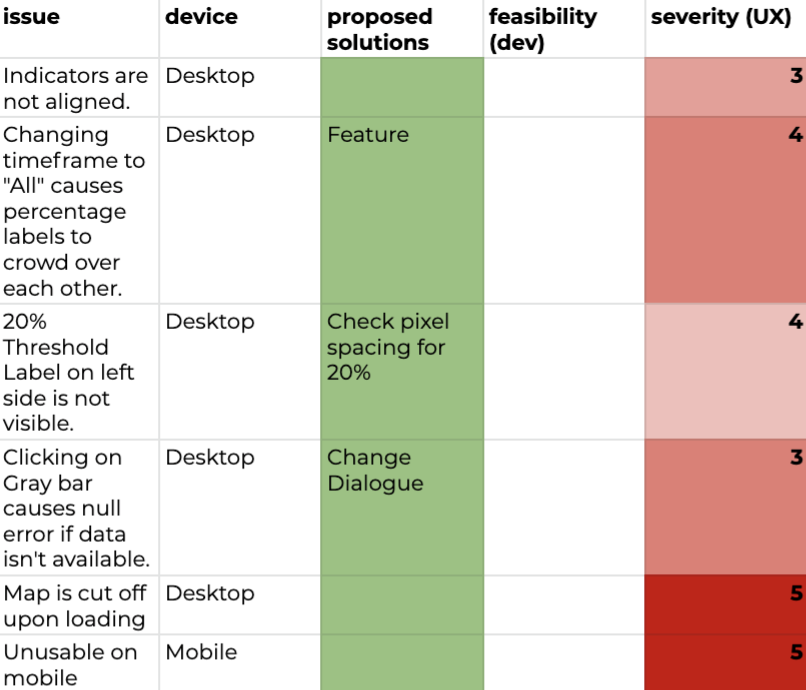 issue device proposed solutions feasibility (dev) severity (UX)
Indicators are Desktop 3
not aligned.
Changing Desktop Feature 4
timeframe to
"All" causes
percentage
labels to
crowd over
each other.
20% Desktop Check pixel 4
Threshold spacing for
Label on left 20%
side is not
visible.
Clicking on Desktop Change 3
Gray bar Dialogue
causes null
error if data
isn't available.
Map is cut off Desktop 5
upon loading
Unusable on Mobile 5
mobile